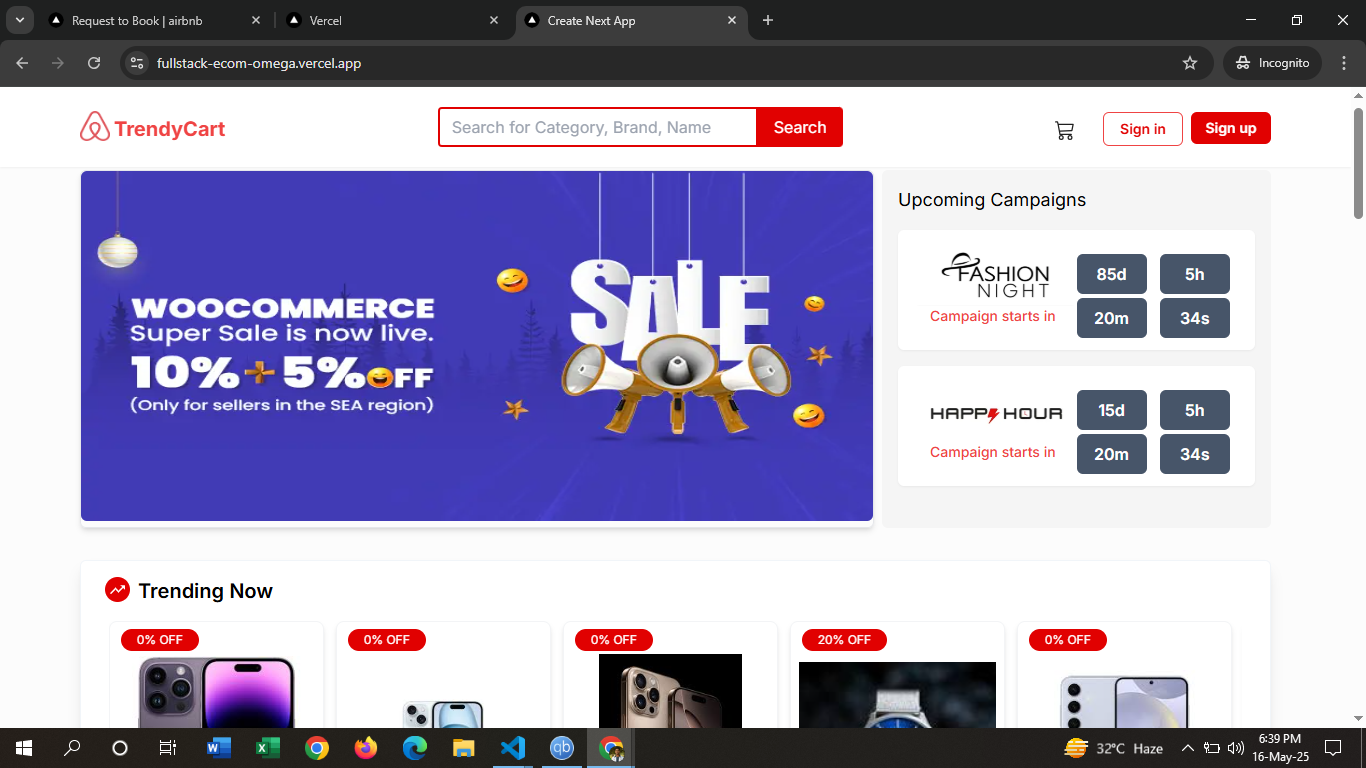 Request to Book | airbnb
Vercel
Create Next App
fullstack-ecom-omega.vercel.app
Incognito
TrendyCart
Search for Category, Brand, Name
Search
Sign in
Sign up
WOOCOMMERCE
Super Sale is now live.
10% + 5% OFF
(Only for sellers in the SEA region)
SALE
Upcoming Campaigns
FASHION
NIGHT
Campaign starts in
85d
5h
20m
34s
HAPPY HOUR
Campaign starts in
15d
5h
20m
34s
Trending Now
0% OFF
0% OFF
0% OFF
20% OFF
0% OFF
qb
32°C Haze
6:39 PM
16-May-25